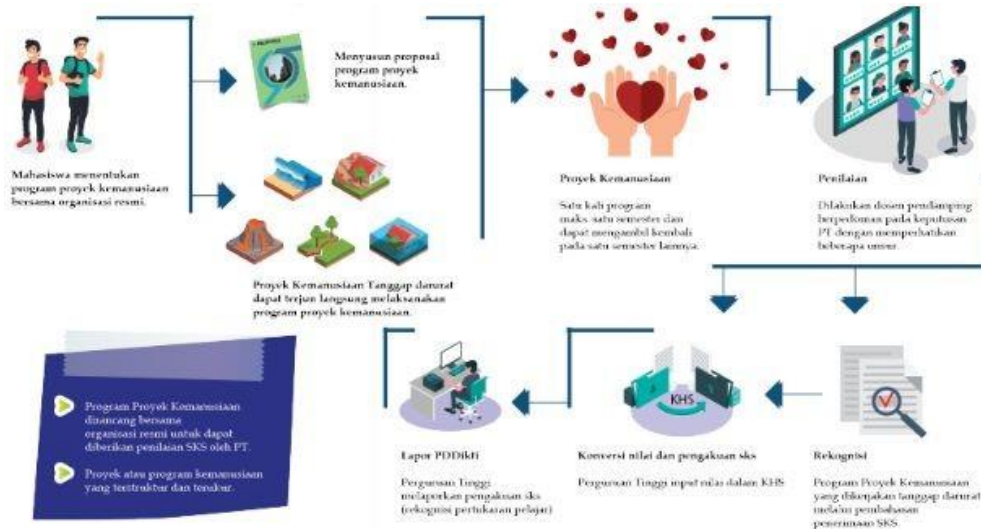 Mahasiswa menentukan
program proyek kemanusiaan
bersama organisasi resmi.
Menyusun proposal
program proyek
kemanusiaan.
Proyek Kemanusiaan Tanggap darurat
dapat terjun langsung melaksanakan
program proyek kemanusiaan.
Proyek Kemanusiaan
Satu kali program
maks. satu semester dan
dapat mengambil kembali
pada satu semester lainnya.
Penilaian
Dilakukan dosen pendamping
berpedoman pada keputusan
PT dengan memperhatikan
beberapa unsur.
Rekognisi
Program Proyek Kemanusiaan
yang dikerjakan tanggap darurat
melalui pembahasan
penerimaan SKS.
KHS
Konversi nilai dan pengakuan sks
Perguruan Tinggi input nilai dalam KHS
Lapor PDDikti
Perguruan Tinggi
melaporkan pengakuan sks
(rekognisi pertukaran pelajar)
Program Proyek Kemanusiaan
dirancang bersama
organisasi resmi untuk dapat
diberikan penilaian SKS oleh PT.
Proyek atau program kemanusiaan
yang terstruktur dan terukur.